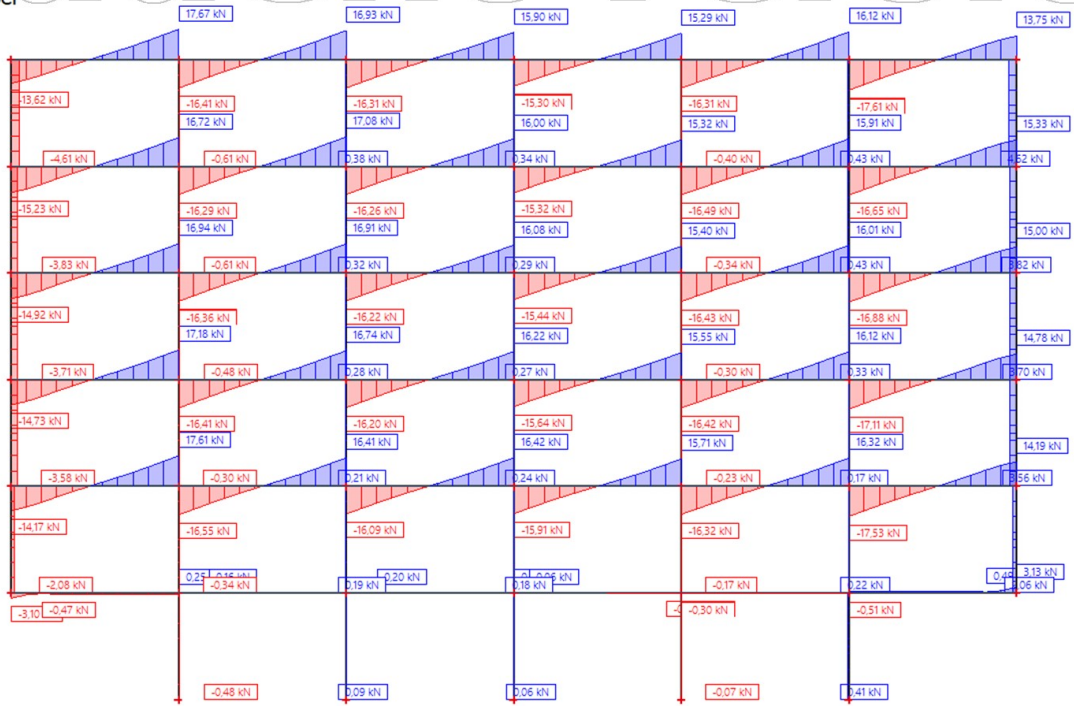 17,67 kN 16,93 kN 15,90 kN 15,29 kN 16,12 kN 13,75 kN
-13,62 kN -16,41 kN -16,31 kN -15,30 kN -16,31 kN -17,61 kN
16,72 kN 17,08 kN 16,00 kN 15,32 kN 15,91 kN 15,33 kN
-4,61 kN -0,61 kN 0,38 kN 0,34 kN -0,40 kN 0,43 kN 4,62 kN
-15,23 kN -16,29 kN -16,26 kN -15,32 kN -16,49 kN -16,65 kN
16,94 kN 16,91 kN 16,08 kN 15,40 kN 16,01 kN 15,00 kN
-3,83 kN -0,61 kN 0,32 kN 0,29 kN -0,34 kN 0,43 kN 3,82 kN
-14,92 kN -16,36 kN -16,22 kN -15,44 kN -16,43 kN -16,88 kN
17,18 kN 16,74 kN 16,22 kN 15,55 kN 16,12 kN 14,78 kN
-3,71 kN -0,48 kN 0,28 kN 0,27 kN -0,30 kN 0,33 kN 3,70 kN
-14,73 kN -16,41 kN -16,20 kN -15,64 kN -16,42 kN -17,11 kN
17,61 kN 16,41 kN 16,42 kN 15,71 kN 16,32 kN 14,19 kN
-3,58 kN -0,30 kN 0,21 kN 0,24 kN -0,23 kN 0,17 kN 3,56 kN
-14,17 kN -16,55 kN -16,09 kN -15,91 kN -16,32 kN -17,53 kN
0,20 kN 3,13 kN
-2,08 kN -0,34 kN 0,19 kN 0,18 kN -0,17 kN 0,22 kN
-3,10 -0,47 kN -0,30 kN -0,51 kN
-0,48 kN 0,09 kN 0,06 kN -0,07 kN 0,41 kN